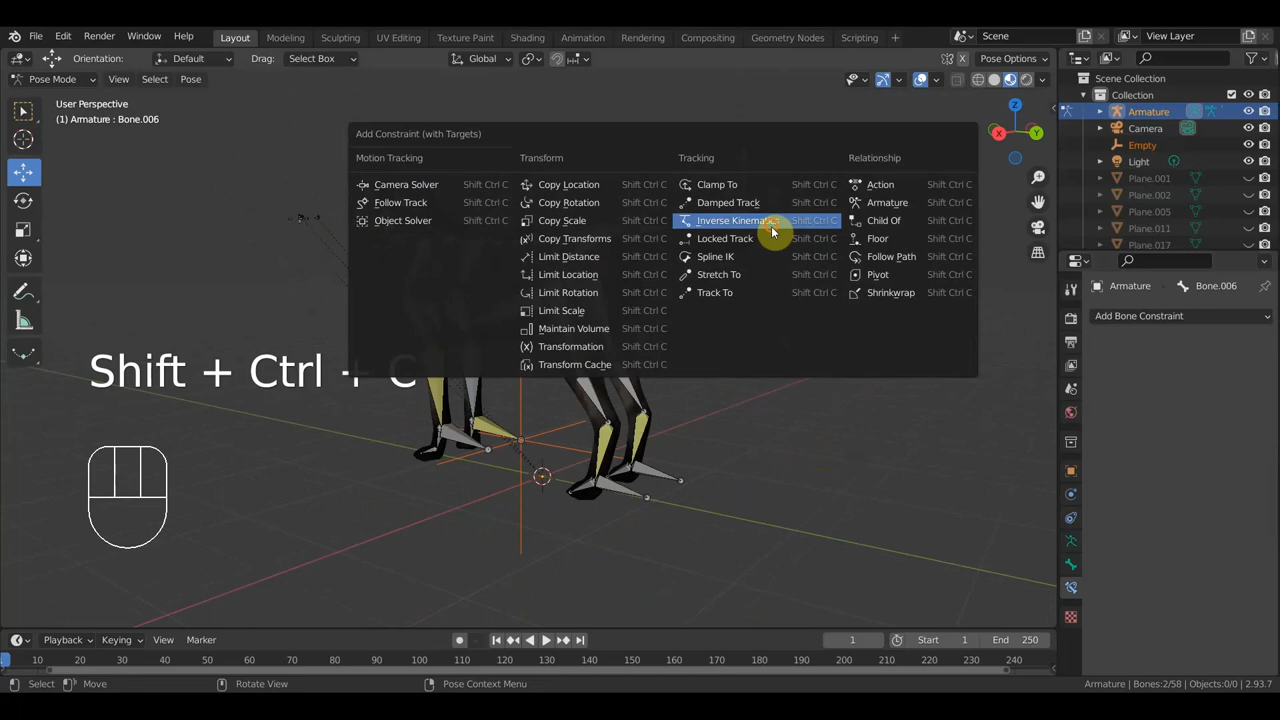 File Edit Render Window Help Layout Modeling Sculpting UV Editing Texture Paint Shading Animation Rendering Compositing Geometry Nodes Scripting + Scene View Layer
Orientation: Default Drag: Select Box Global Pose Options
Pose Mode View Select Pose
User Perspective
(1) Armature : Bone.006
Add Constraint (with Targets)
Motion Tracking
Camera Solver Shift Ctrl C
Follow Track Shift Ctrl C
Object Solver Shift Ctrl C
Transform
Copy Location Shift Ctrl C
Copy Rotation Shift Ctrl C
Copy Scale Shift Ctrl C
Copy Transforms Shift Ctrl C
Limit Distance Shift Ctrl C
Limit Location Shift Ctrl C
Limit Rotation Shift Ctrl C
Limit Scale Shift Ctrl C
Maintain Volume Shift Ctrl C
Transformation Shift Ctrl C
Transform Cache Shift Ctrl C
Tracking
Clamp To Shift Ctrl C
Damped Track Shift Ctrl C
Inverse Kinematics Shift Ctrl C
Locked Track Shift Ctrl C
Spline IK Shift Ctrl C
Stretch To Shift Ctrl C
Track To Shift Ctrl C
Relationship
Action Shift Ctrl C
Armature Shift Ctrl C
Child Of Shift Ctrl C
Floor Shift Ctrl C
Follow Path Shift Ctrl C
Pivot Shift Ctrl C
Shrinkwrap Shift Ctrl C
Z
X Y
Shift + Ctrl + C
Scene Collection
Collection
Armature
Camera
Empty
Light
Plane.001
Plane.002
Plane.005
Plane.011
Plane.017
Armature > Bone.006
Add Bone Constraint
Playback Keying View Marker 1 Start 1 End 250
10 20 30 40 50 60 70 80 90 100 110 120 130 140 150 160 170 180 190 200 210 220 230 240
Select Move Rotate View Pose Context Menu Armature | Bones:2/58 | Objects:0/0 | 2.93.7